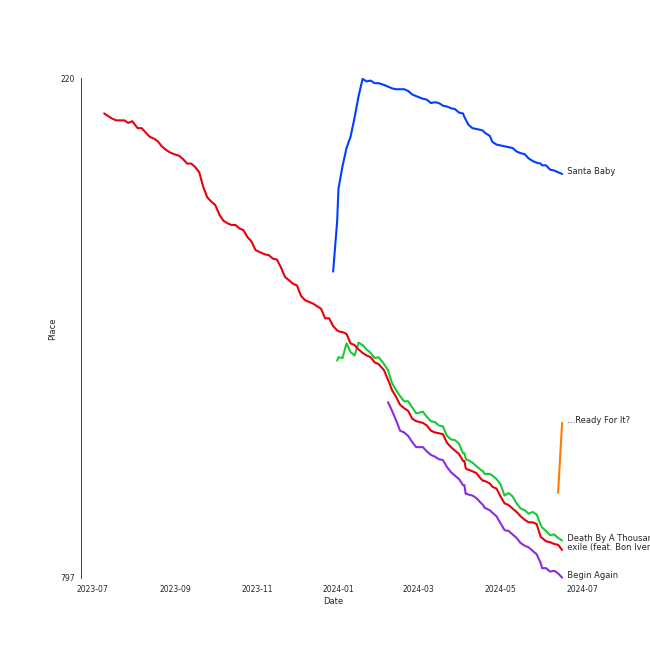 220
Santa Baby
Place
...Ready For It?
Death By A Thousan
exile (feat. Bon Iver
Begin Again
797
2023-07
2023-09
2023-11
2024-01
2024-03
2024-05
2024-07
Date